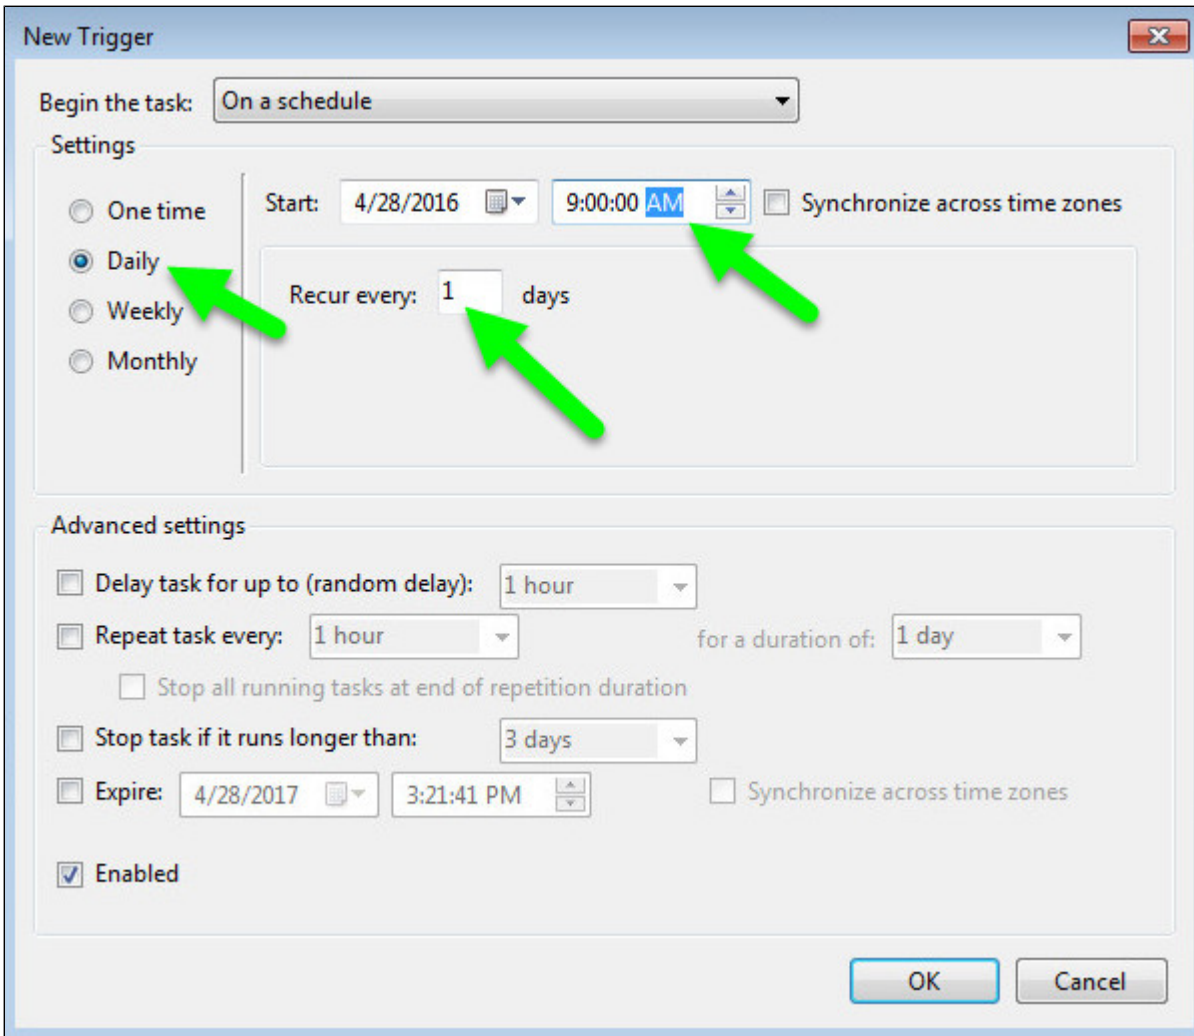 New Trigger
Begin the task: On a schedule
Settings
One time
Start: 4/28/2016 9:00:00 AM Synchronize across time zones
Daily
Recur every: 1 days
Weekly
Monthly
Advanced settings
Delay task for up to (random delay): 1 hour
Repeat task every: 1 hour for a duration of: 1 day
Stop all running tasks at end of repetition duration
Stop task if it runs longer than: 3 days
Expire: 4/28/2017 3:21:41 PM Synchronize across time zones
Enabled
OK Cancel